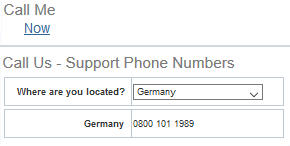 Call Me
Now
Call Us - Support Phone Numbers
Where are you located? Germany
Germany 0800 101 1989